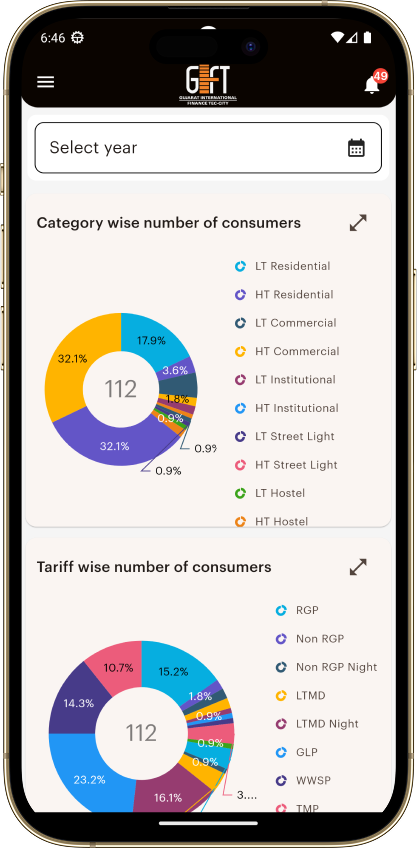 6:46
GIFT
GUJARAT INTERNATIONAL
FINANCE TEC-CITY
49
Select year
Category wise number of consumers
LT Residential
HT Residential
LT Commercial
HT Commercial
LT Institutional
HT Institutional
LT Street Light
HT Street Light
LT Hostel
HT Hostel
17.9%
3.6%
1.8%
0.9%
0.9%
0.9%
32.1%
32.1%
112
Tariff wise number of consumers
RGP
Non RGP
Non RGP Night
LTMD
LTMD Night
GLP
WWSP
TMP
10.7%
15.2%
1.8%
0.9%
0.9%
0.9%
3....
16.1%
23.2%
14.3%
112